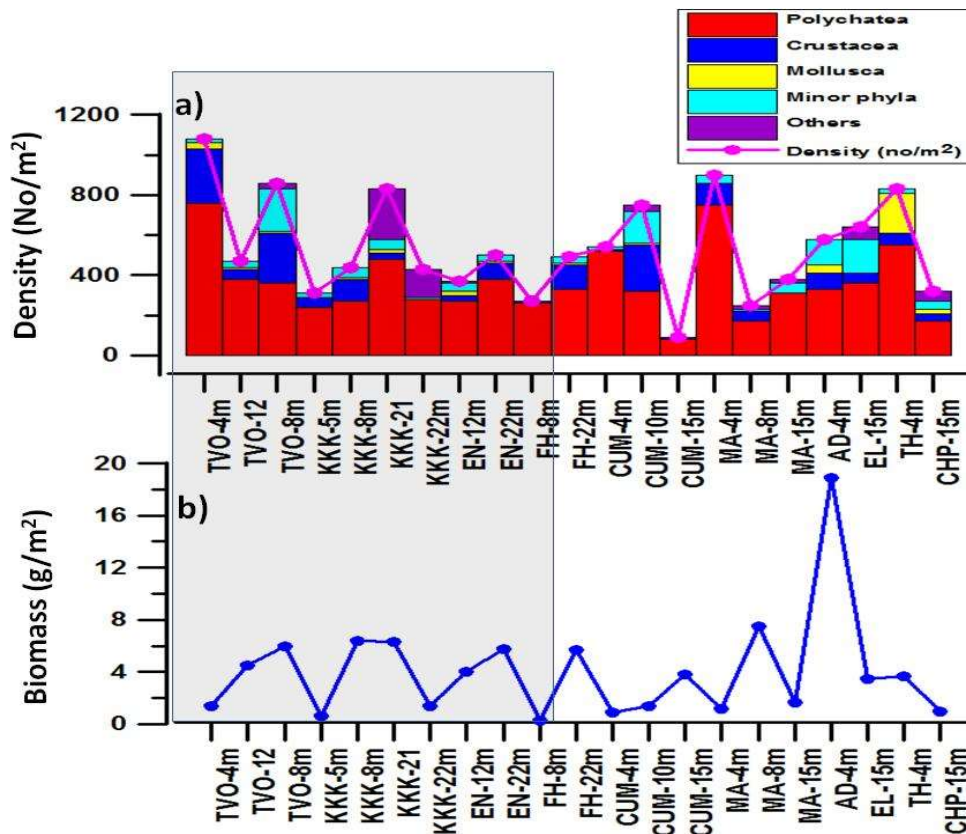 Polychatea
Crustacea
Mollusca
Minor phyla
Others
Density (no/m²)
a)
Density (No/m²)
1200
800
400
0
TVO-4m
TVO-12
TVO-8m
KKK-5m
KKK-8m
KKK-21
KKK-22m
EN-12m
EN-22m
FH-8m
FH-22m
CUM-4m
CUM-10m
CUM-15m
MA-4m
MA-8m
MA-15m
AD-4m
EL-15m
TH-4m
CHP-15m
b)
Biomass (g/m²)
20
16
12
8
4
0
TVO-4m
TVO-12
TVO-8m
KKK-5m
KKK-8m
KKK-21
KKK-22m
EN-12m
EN-22m
FH-8m
FH-22m
CUM-4m
CUM-10m
CUM-15m
MA-4m
MA-8m
MA-15m
AD-4m
EL-15m
TH-4m
CHP-15m